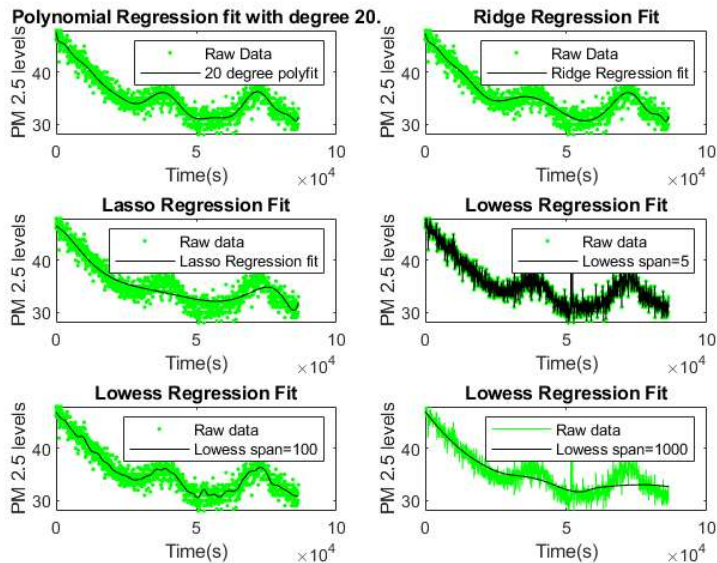 Polynomial Regression fit with degree 20.
PM 2.5 levels
40
30
Raw Data
20 degree polyfit
0
5
10
Time(s)
×10⁴
Ridge Regression Fit
PM 2.5 levels
40
30
Raw Data
Ridge Regression fit
0
5
10
Time(s)
×10⁴
Lasso Regression Fit
PM 2.5 levels
40
30
Raw data
Lasso Regression fit
0
5
10
Time(s)
×10⁴
Lowess Regression Fit
PM 2.5 levels
40
30
Raw data
Lowess span=5
0
5
10
Time(s)
×10⁴
Lowess Regression Fit
PM 2.5 levels
40
30
Raw data
Lowess span=100
0
5
10
Time(s)
×10⁴
Lowess Regression Fit
PM 2.5 levels
40
30
Raw data
Lowess span=1000
0
5
10
Time(s)
×10⁴